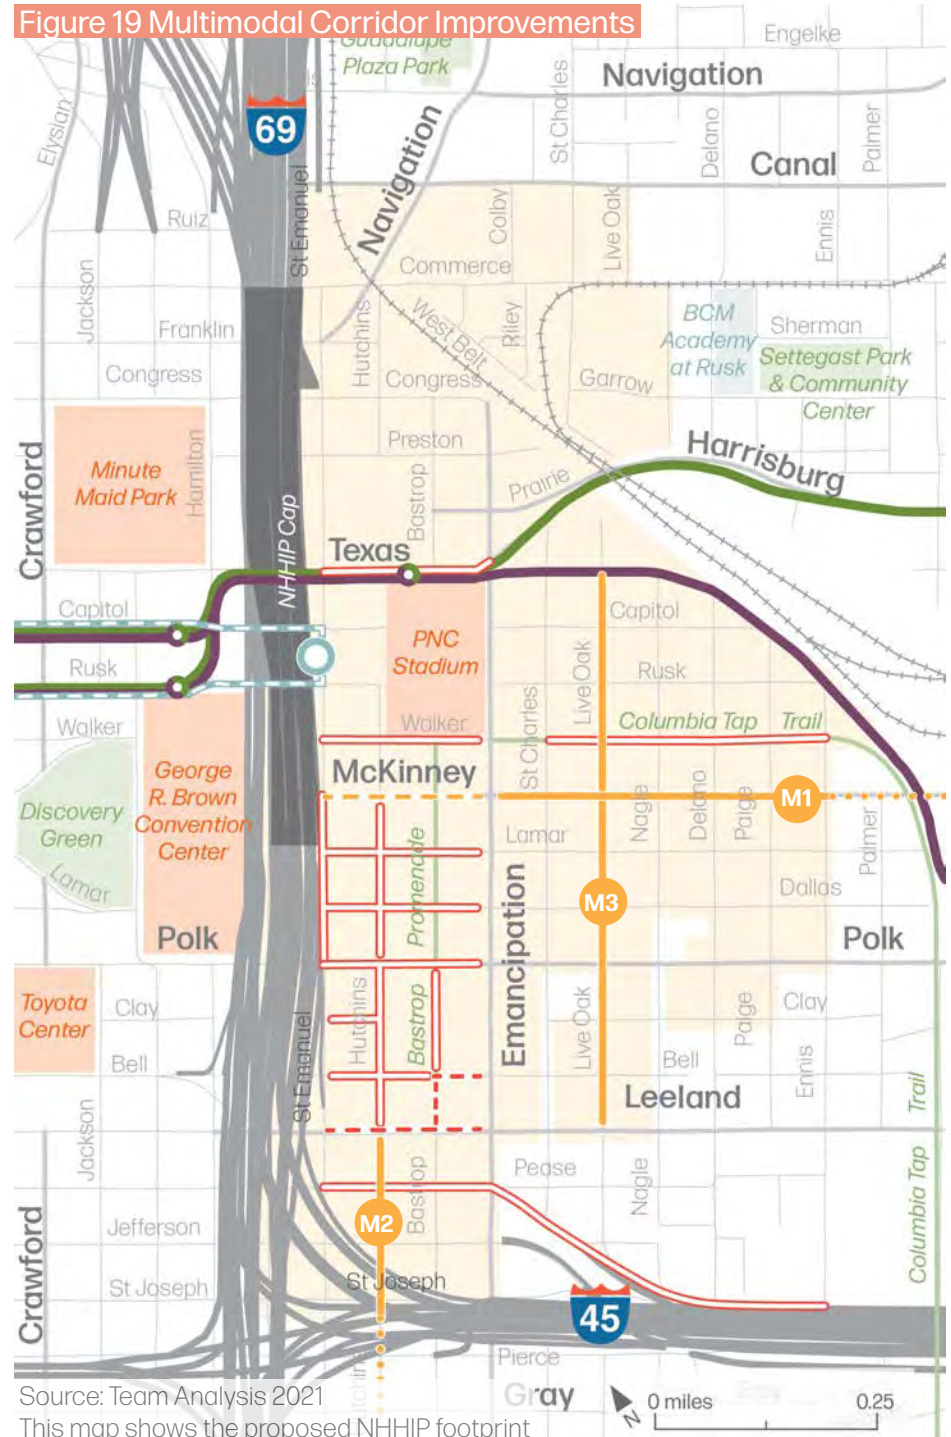 Figure 19 Multimodal Corridor Improvements
Engelke
Guadalupe
Plaza Park
Navigation
St Charles
69
Elysian
Navigation
Delano
Palmer
Canal
St Emanuel
Ruiz
Colby
Live Oak
Ennis
Commerce
Jackson
Franklin
Hutchins
West Belt
Riley
BCM
Academy
at Rusk
Sherman
Settegast Park
& Community
Center
Congress
Congress
Garrow
Crawford
Minute
Maid Park
Hamilton
Preston
Bastrop
Prairie
Harrisburg
NHHIP Cap
Texas
Capitol
Capitol
PNC
Stadium
Live Oak
Rusk
Rusk
St Charles
Walker
Walker
Columbia Tap Trail
McKinney
George
R. Brown
Convention
Center
Discovery
Green
Lamar
M1
Nagle
Delano
Paige
Palmer
Lamar
Promenade
Emancipation
M3
Dallas
Polk
Polk
Toyota
Center
Clay
Hutchins
Bastrop
Live Oak
Paige
Clay
Bell
St Emanuel
Bell
Ennis
Leeland
Trail
Jackson
Pease
Nagle
Bastrop
Columbia Tap
Crawford
Jefferson
M2
St Joseph
St Joseph
45
Pierce
Gray
N
0 miles
0.25
Source: Team Analysis 2021
This map shows the proposed NHHIP footprint